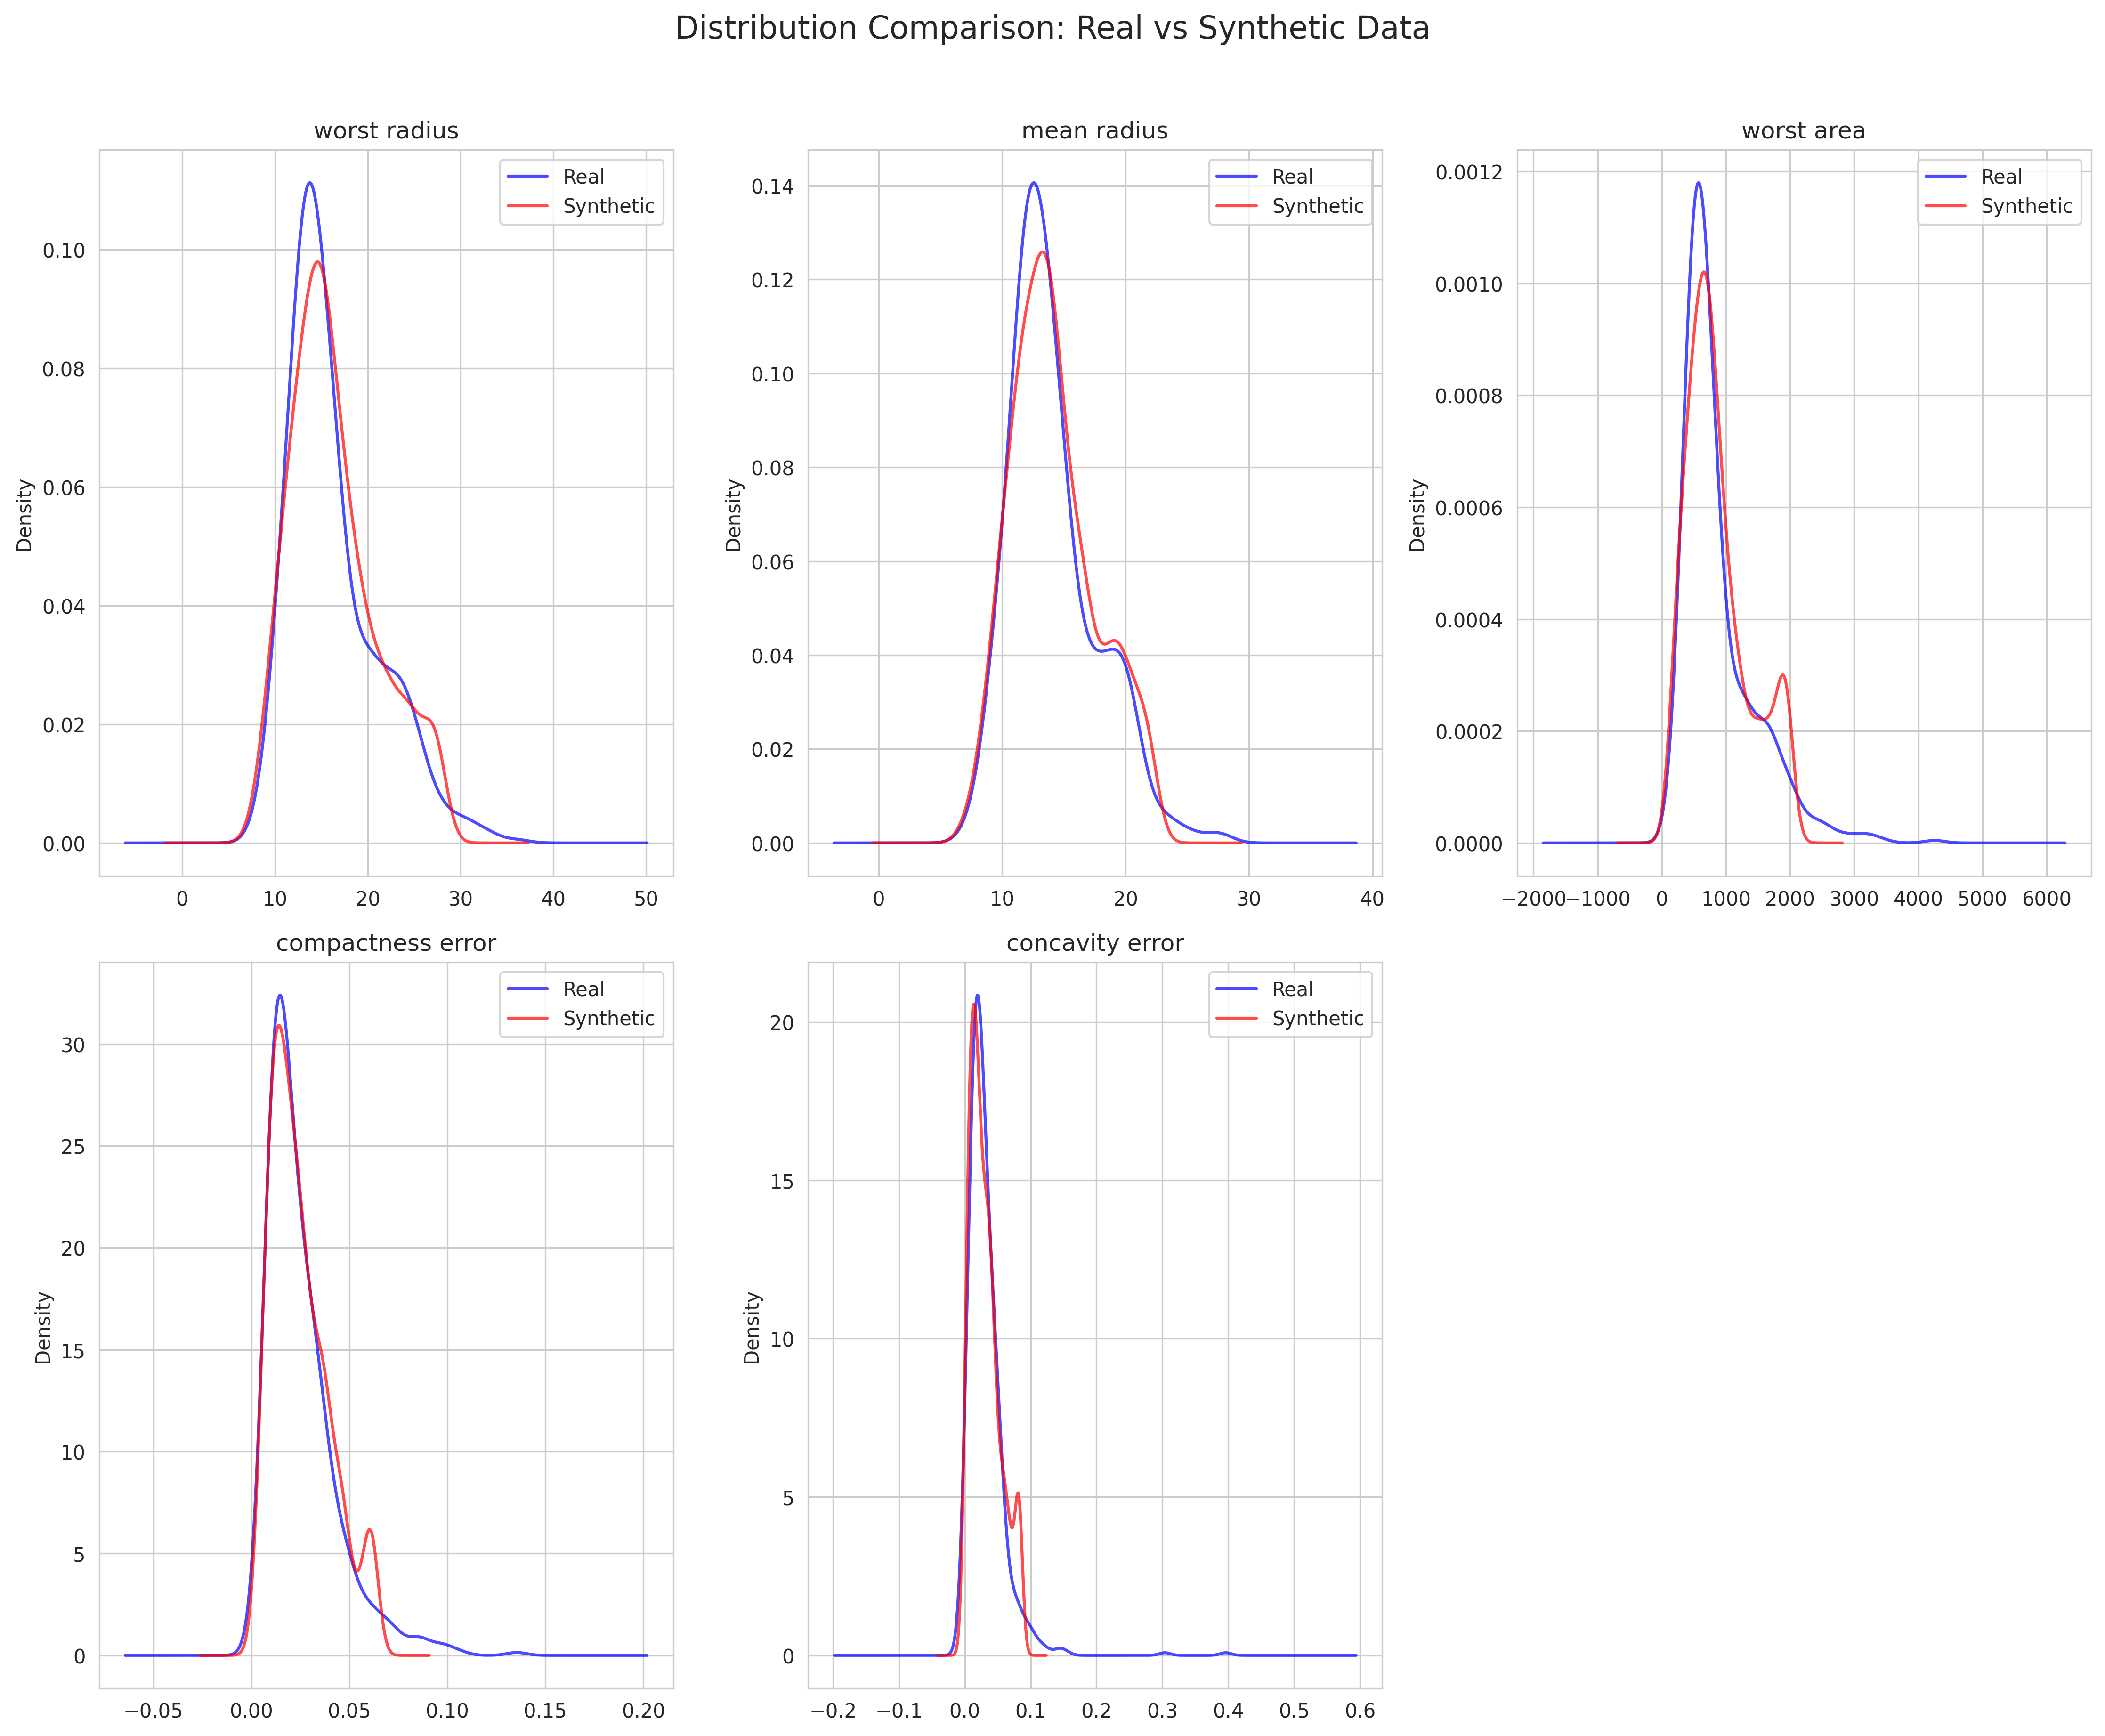 Distribution Comparison: Real vs Synthetic Data
worst radius
Real
Synthetic
Density
0.10
0.08
0.06
0.04
0.02
0.00
0 10 20 30 40 50
mean radius
Real
Synthetic
Density
0.14
0.12
0.10
0.08
0.06
0.04
0.02
0.00
0 10 20 30 40
worst area
Real
Synthetic
Density
0.0012
0.0010
0.0008
0.0006
0.0004
0.0002
0.0000
−2000 −1000 0 1000 2000 3000 4000 5000 6000
compactness error
Real
Synthetic
Density
30
25
20
15
10
5
0
−0.05 0.00 0.05 0.10 0.15 0.20
concavity error
Real
Synthetic
Density
20
15
10
5
0
−0.2 −0.1 0.0 0.1 0.2 0.3 0.4 0.5 0.6